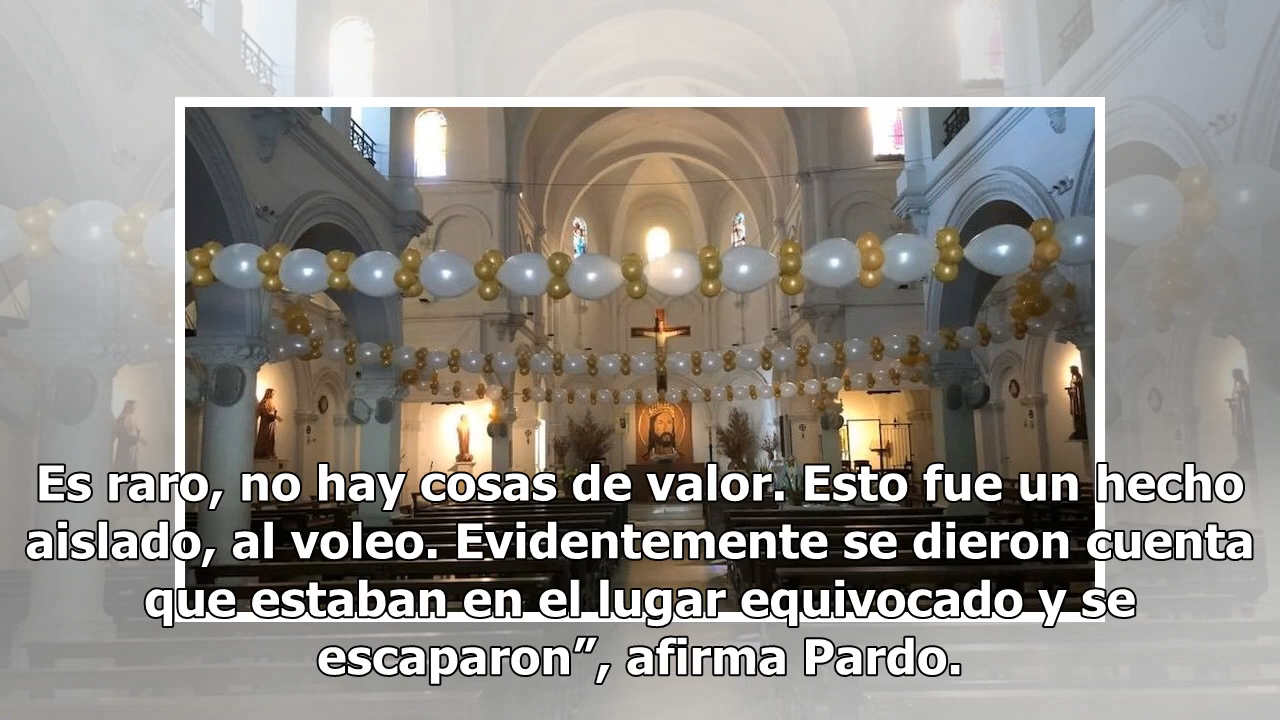 Es raro, no hay cosas de valor. Esto fue un hecho
aislado, al voleo. Evidentemente se dieron cuenta
que estaban en el lugar equivocado y se
escaparon”, afirma Pardo.